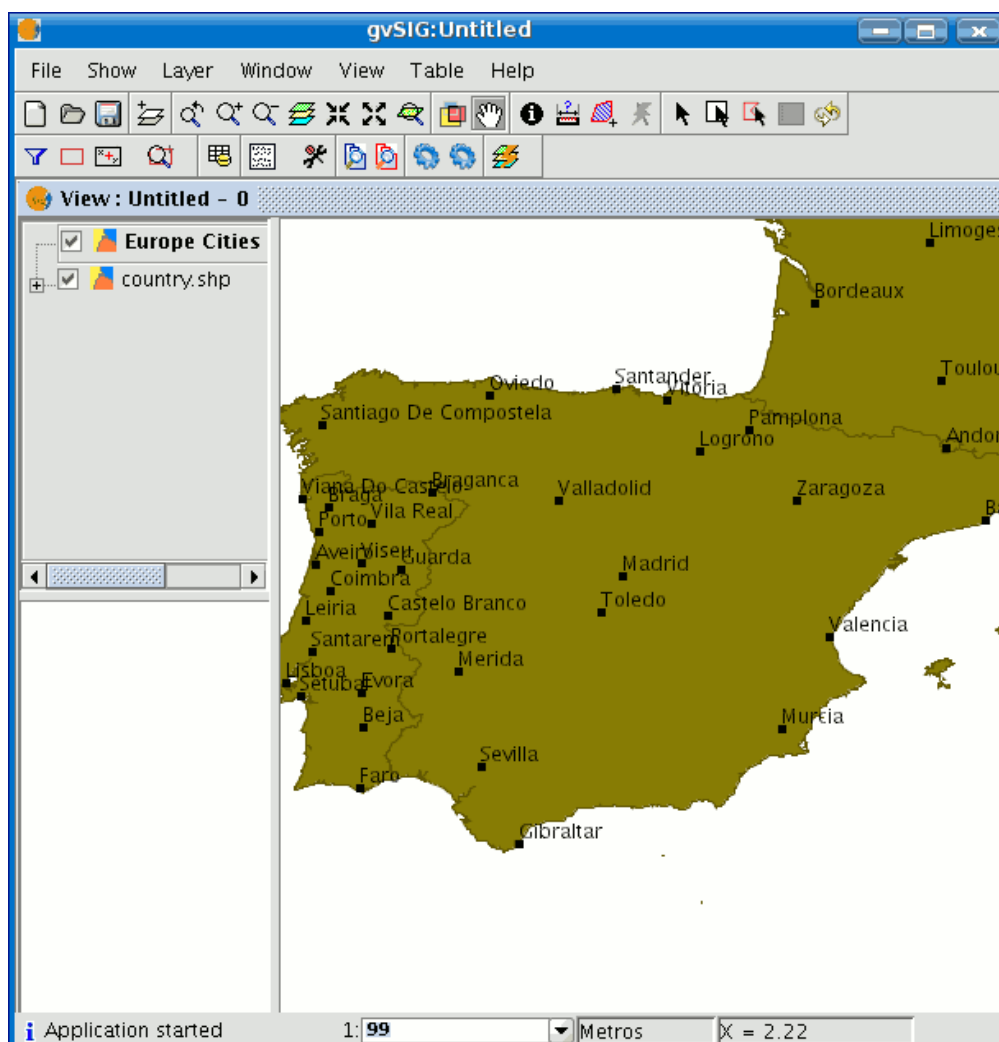 gvSIG:Untitled
File Show Layer Window View Table Help
View : Untitled - 0
Europe Cities
country.shp
Limoges
Bordeaux
Toulou
Oviedo
Santander
Vitoria
Santiago De Compostela
Pamplona
Logrono
Andor
Viana Do Castelo
Braganca
Braga
Valladolid
Zaragoza
Porto
Vila Real
Ba
Aveiro
Viseu
Guarda
Madrid
Coimbra
Castelo Branco
Toledo
Leiria
Valencia
Santarem
Portalegre
Merida
Lisboa
Setubal
Evora
Beja
Murcia
Sevilla
Faro
Gibraltar
Application started 1: 99 Metros X = 2.22